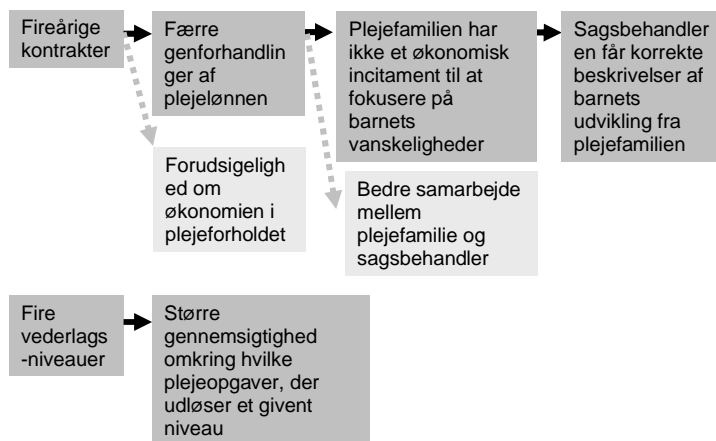 Fireårige
kontrakter
Færre
genforhandlin
ger af
plejelønnen
Plejefamilien har
ikke et økonomisk
incitament til at
fokusere på
barnets
vanskeligheder
Sagsbehandler
en får korrekte
beskrivelser af
barnets
udvikling fra
plejefamilien
Forudsigeligh
ed om
økonomien i
plejeforholdet
Bedre samarbejde
mellem
plejefamilie og
sagsbehandler
Fire
vederlags
-niveauer
Større
gennemsigtighed
omkring hvilke
plejeopgaver, der
udløser et givent
niveau